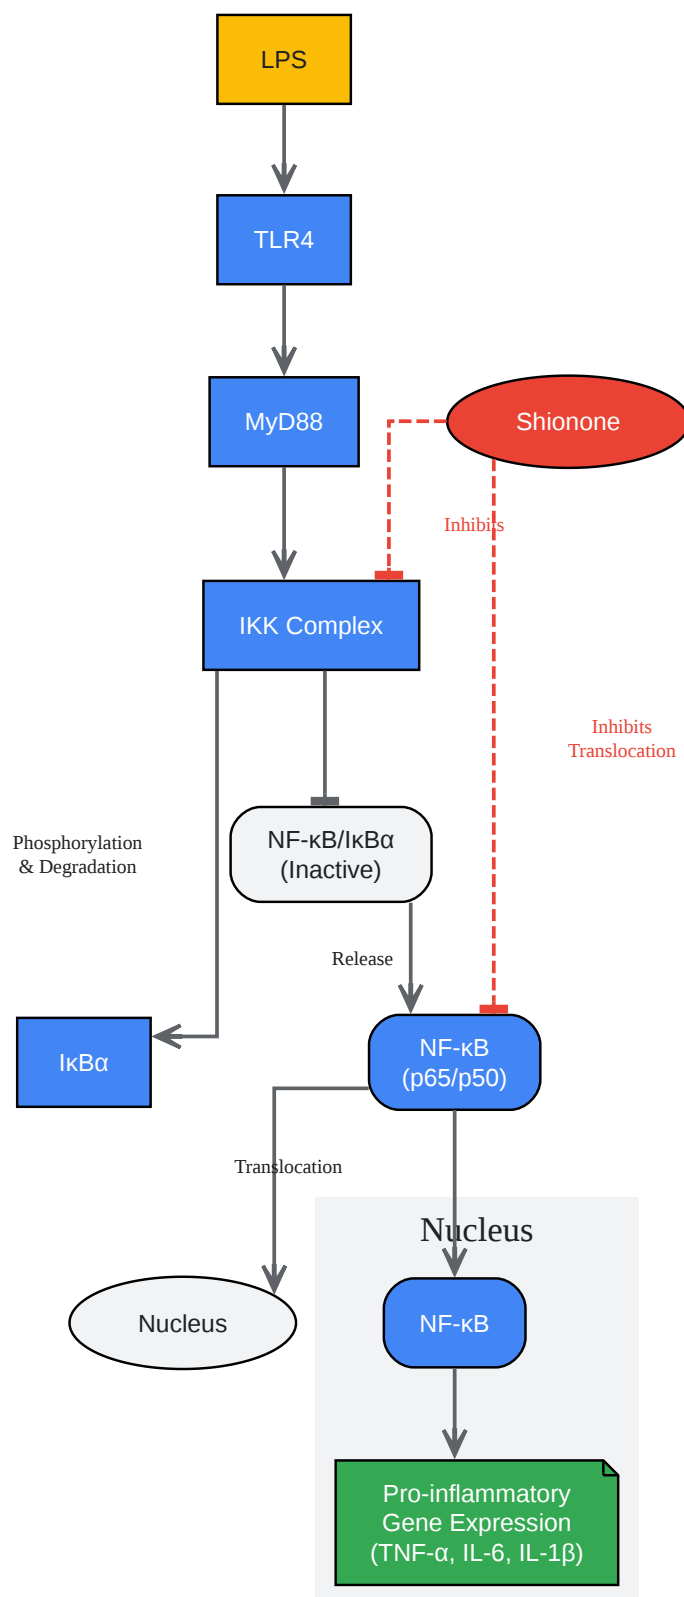 LPS
TLR4
MyD88
Shionone
Inhibits
IKK Complex
Inhibits
Translocation
Phosphorylation
& Degradation
NF-κB/IκBα
(Inactive)
Release
IκBα
NF-κB
(p65/p50)
Translocation
Nucleus
Nucleus
NF-κB
Pro-inflammatory
Gene Expression
(TNF-α, IL-6, IL-1β)